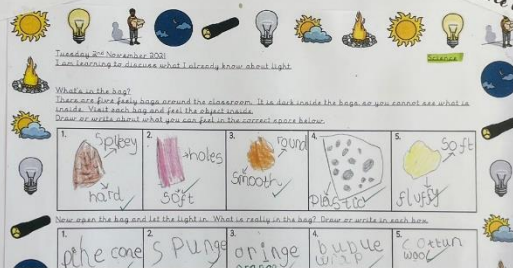 Tuesday 2nd November 2021
I am learning to discuss what I already know about light.
Science
What's in the bag?
There are five feely bags around the classroom. It is dark inside the bags, so you cannot see what is
inside. Visit each bag and feel the object inside.
Draw or write about what you can feel in the correct space below.
1. 2. 3. 4. 5.
spikey holes round soft
smooth
hard soft plastic fluffy
Now open the bag and let the light in. What is really in the bag? Draw or write in each box.
1. 2. 3. 4. 5.
pine cone spunge oringe bubule cottun
wrap wool
orange